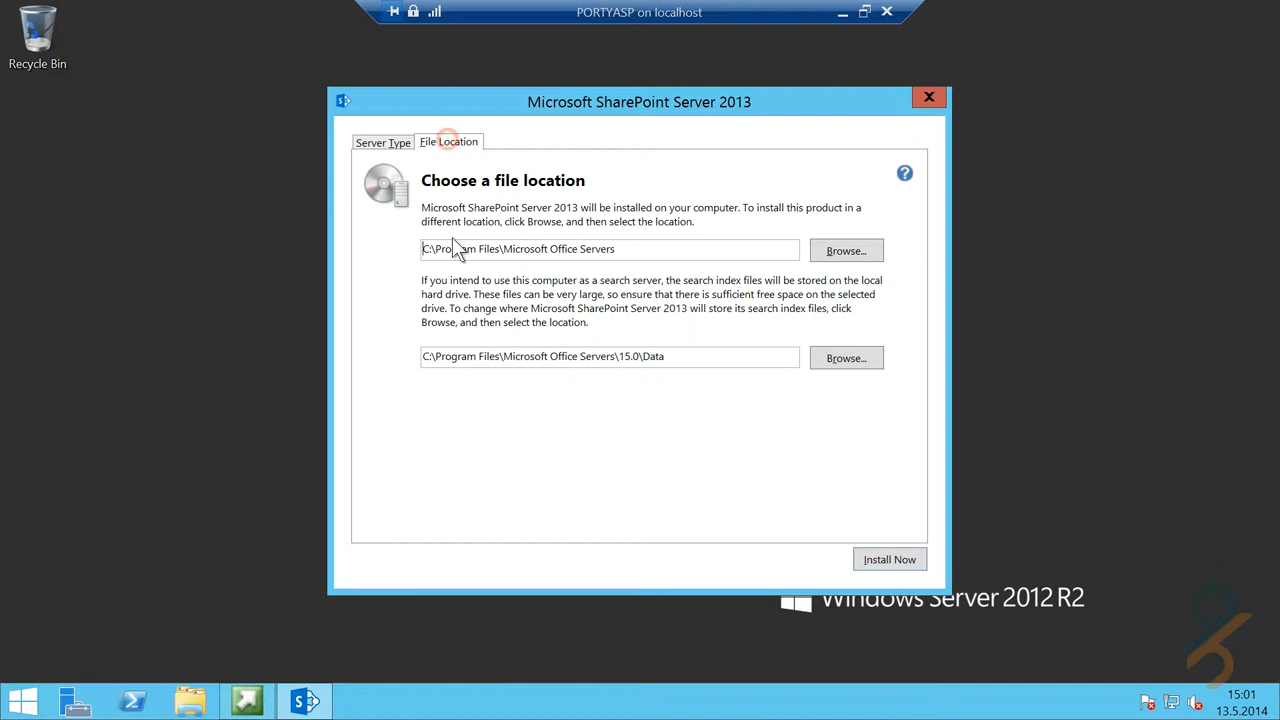 PORTYASP on localhost
Recycle Bin
Microsoft SharePoint Server 2013
Server Type
File Location
Choose a file location
Microsoft SharePoint Server 2013 will be installed on your computer. To install this product in a
different location, click Browse, and then select the location.
C:\Program Files\Microsoft Office Servers
Browse...
If you intend to use this computer as a search server, the search index files will be stored on the local
hard drive. These files can be very large, so ensure that there is sufficient free space on the selected
drive. To change where Microsoft SharePoint Server 2013 will store its search index files, click
Browse, and then select the location.
C:\Program Files\Microsoft Office Servers\15.0\Data
Browse...
Install Now
Windows Server 2012 R2
15:01
13.5.2014